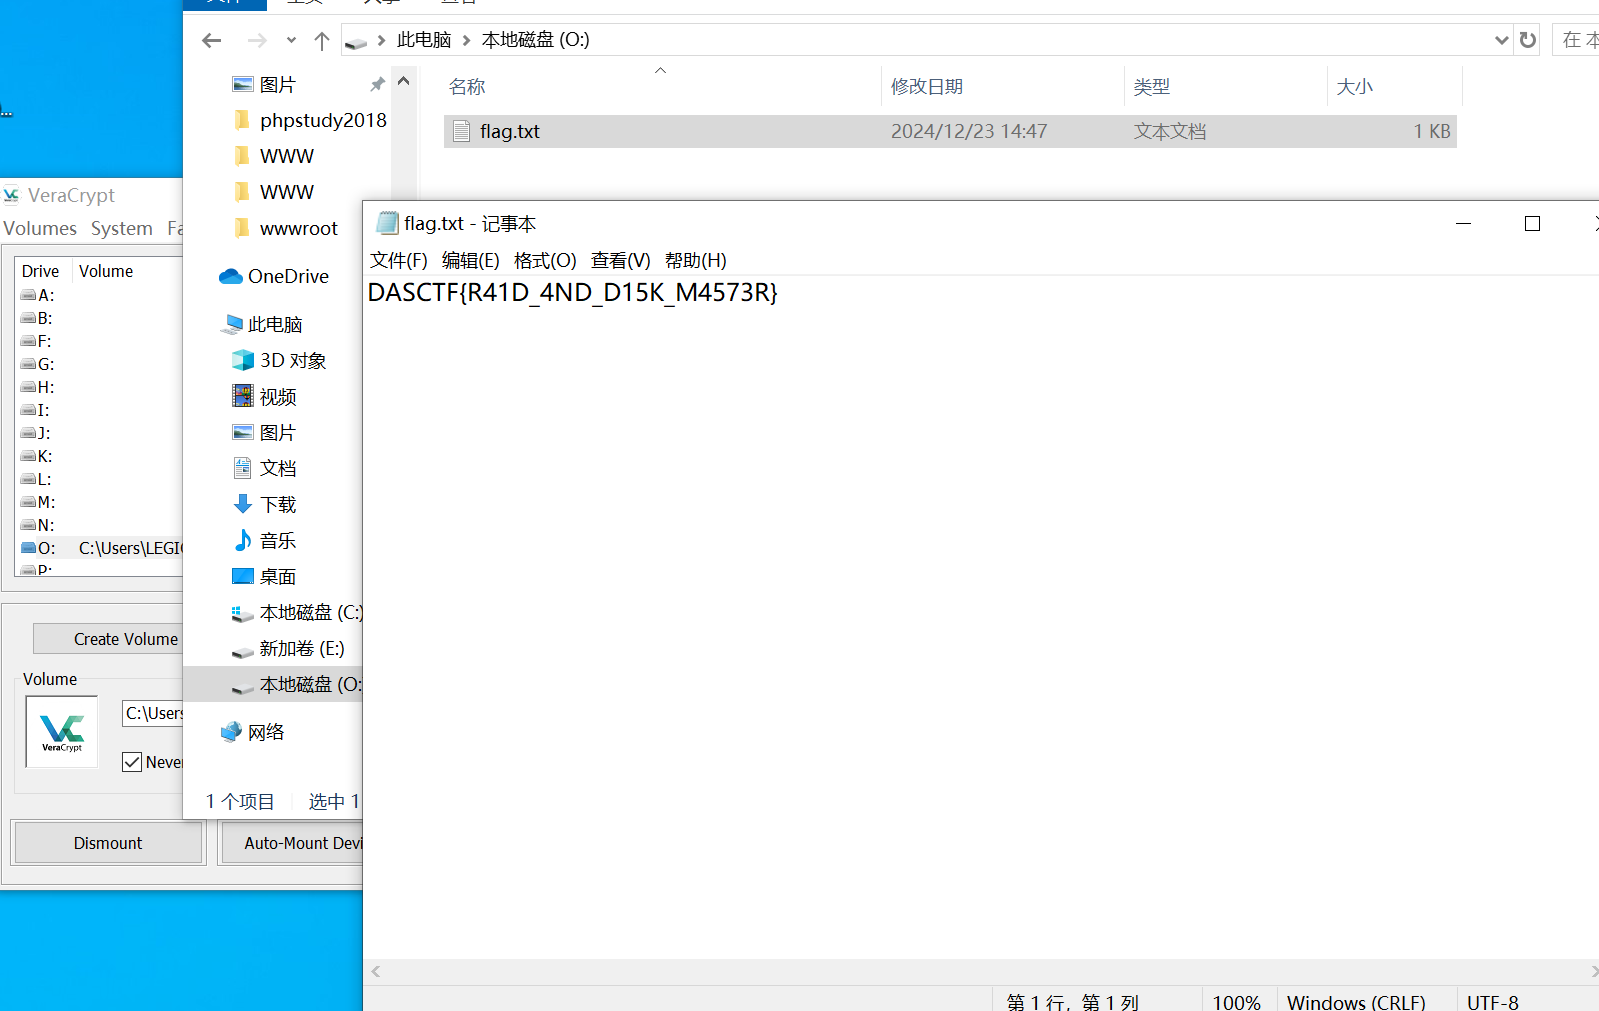 此电脑 本地磁盘 (O:)
在 本
名称 修改日期 类型 大小
flag.txt 2024/12/23 14:47 文本文档 1 KB
图片
phpstudy2018
WWW
WWW
wwwroot
OneDrive
此电脑
3D 对象
视频
图片
文档
下载
音乐
桌面
本地磁盘 (C:)
新加卷 (E:)
本地磁盘 (O:
网络
1 个项目 选中 1
VeraCrypt
Volumes System Fa
Drive Volume
A:
B:
F:
G:
H:
I:
J:
K:
L:
M:
N:
O: C:\Users\LEGI
P:
Create Volume
Volume
VeraCrypt
C:\Users
Never
Dismount Auto-Mount Devi
flag.txt - 记事本
文件(F) 编辑(E) 格式(O) 查看(V) 帮助(H)
DASCTF{R41D_4ND_D15K_M4573R}
第 1 行，第 1 列 100% Windows (CRLF) UTF-8